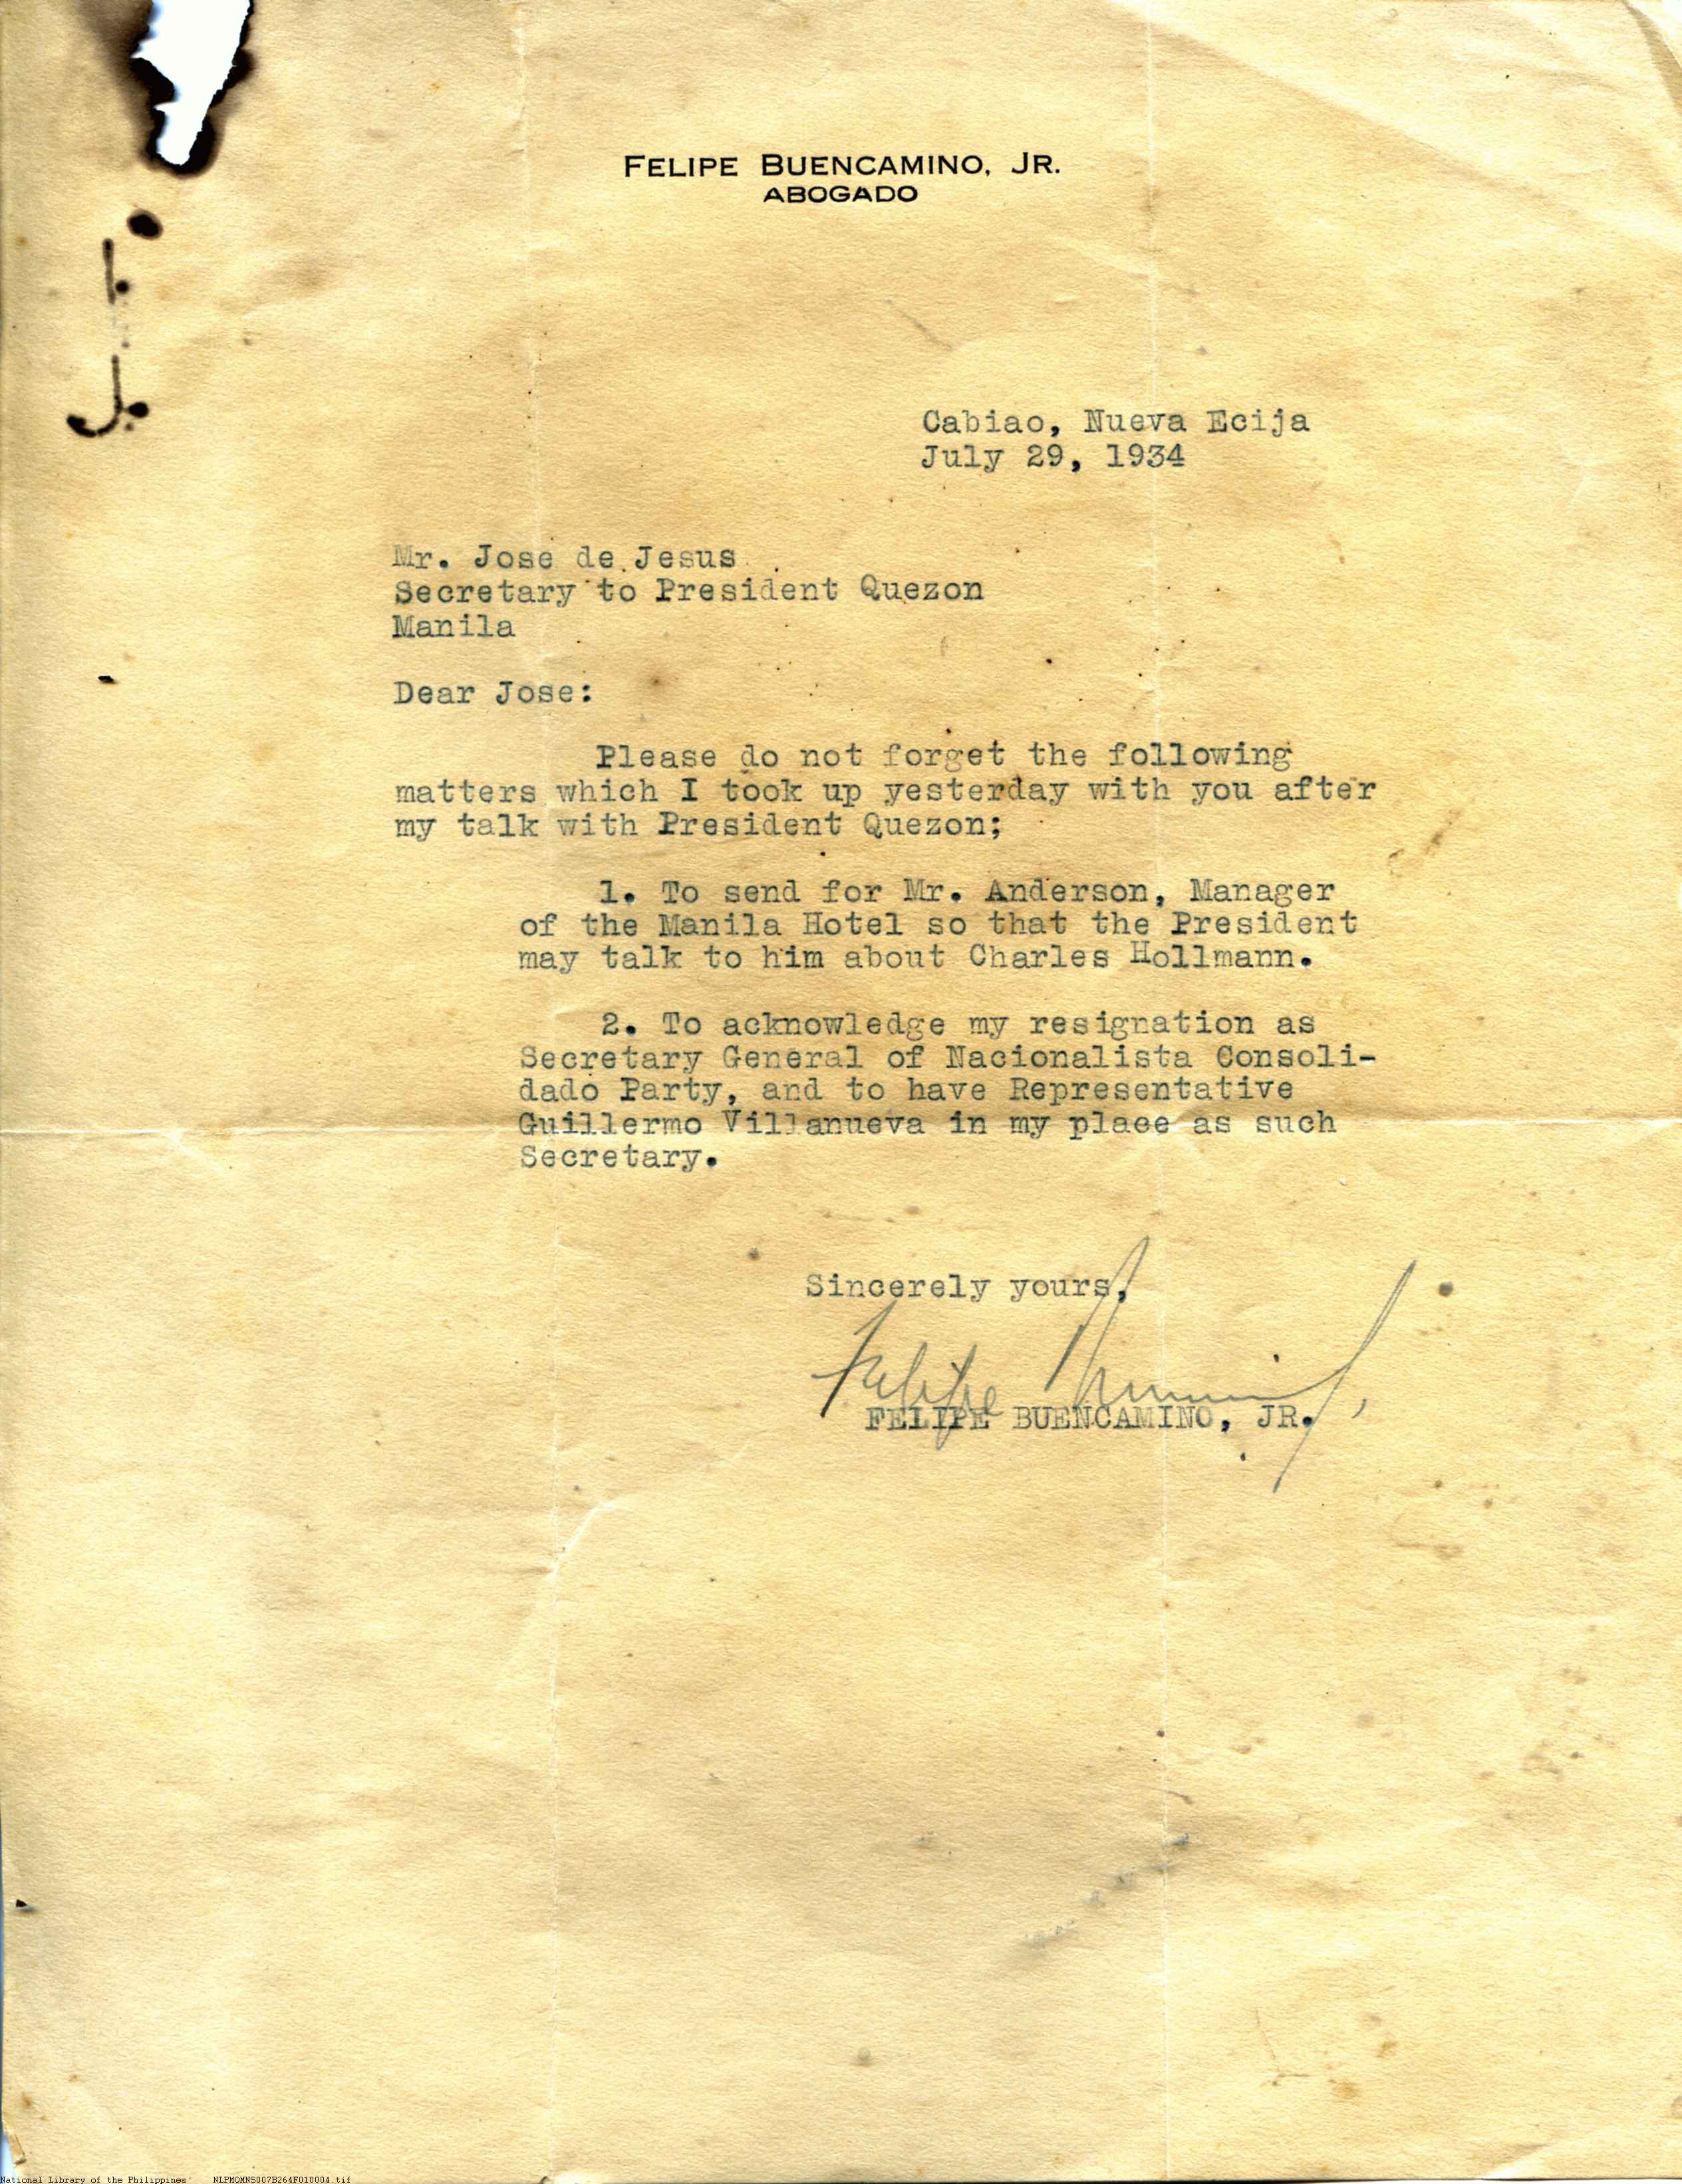 FELIPE BUENCAMINO, JR.
ABOGADO
Cabiao, Nueva Ecija
July 29, 1934
Mr. Jose de Jesus
Secretary to President Quezon
Manila
Dear Jose:
Please do not forget the following
matters which I took up yesterday with you after
my talk with President Quezon;
1. To send for Mr. Anderson, Manager
of the Manila Hotel so that the President
may talk to him about Charles Hollmann.
2. To acknowledge my resignation as
Secretary General of Nacionalista Consoli-
dado Party, and to have Representative
Guillermo Villanueva in my place as such
Secretary.
Sincerely yours,
Felipe Buencamino Jr.
FELIPE BUENCAMINO, JR.
National Library of the Philippines NLPMQMNS007B264F010004.tif